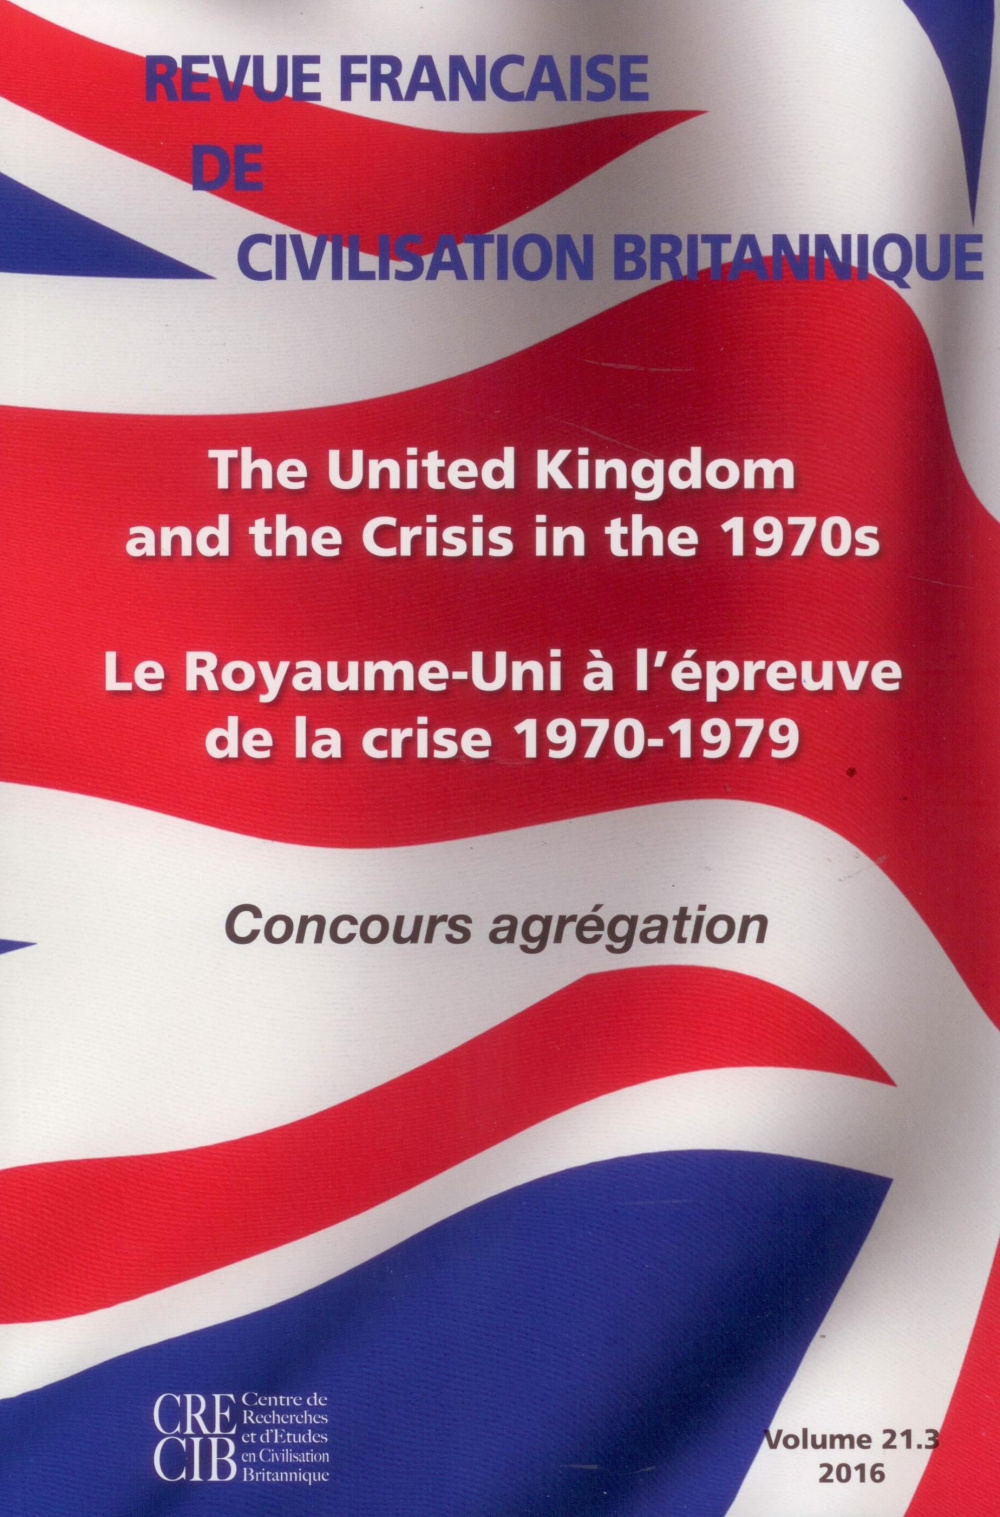 REVUE FRANCAISE
DE
CIVILISATION BRITANNIQUE
The United Kingdom
and the Crisis in the 1970s
Le Royaume-Uni à l’épreuve
de la crise 1970-1979
Concours agrégation
CRE
CIB
Centre de
Recherches
et d'Etudes
en Civilisation
Britannique
Volume 21.3
2016